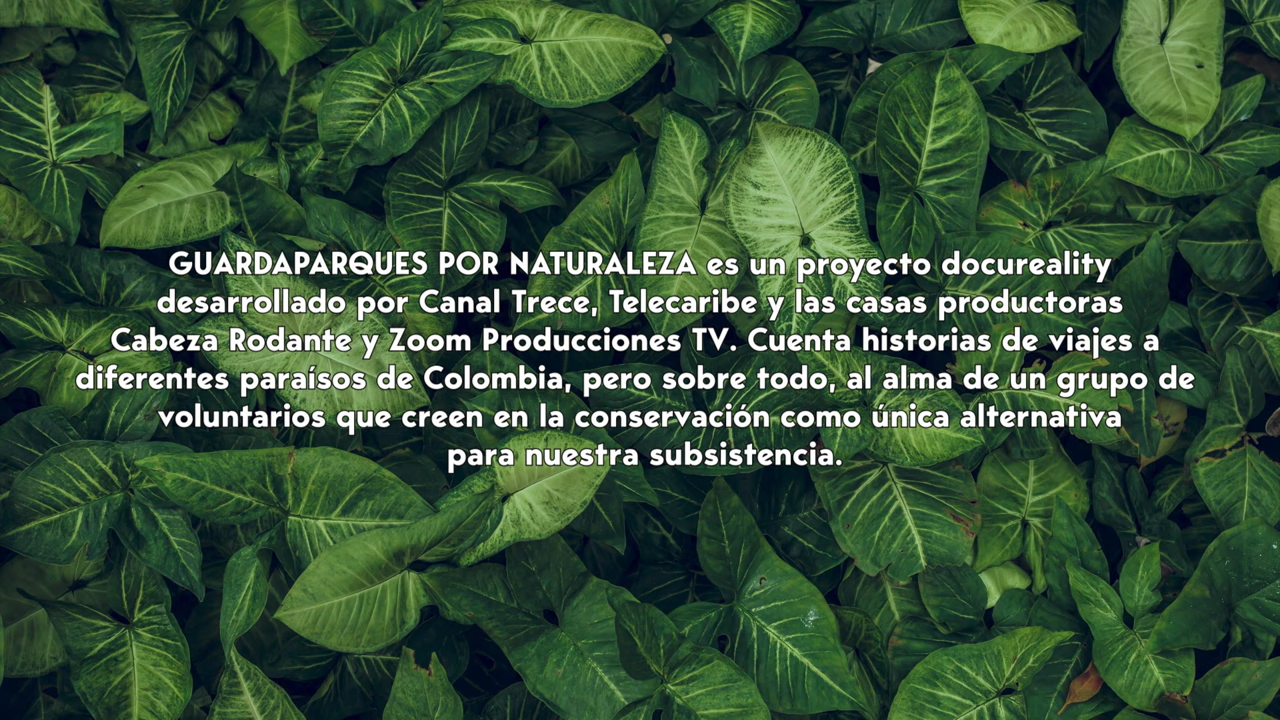 GUARDAPARQUES POR NATURALEZA es un proyecto docureality
desarrollado por Canal Trece, Telecaribe y las casas productoras
Cabeza Rodante y Zoom Producciones TV. Cuenta historias de viajes a
diferentes paraísos de Colombia, pero sobre todo, al alma de un grupo de
voluntarios que creen en la conservación como única alternativa
para nuestra subsistencia.